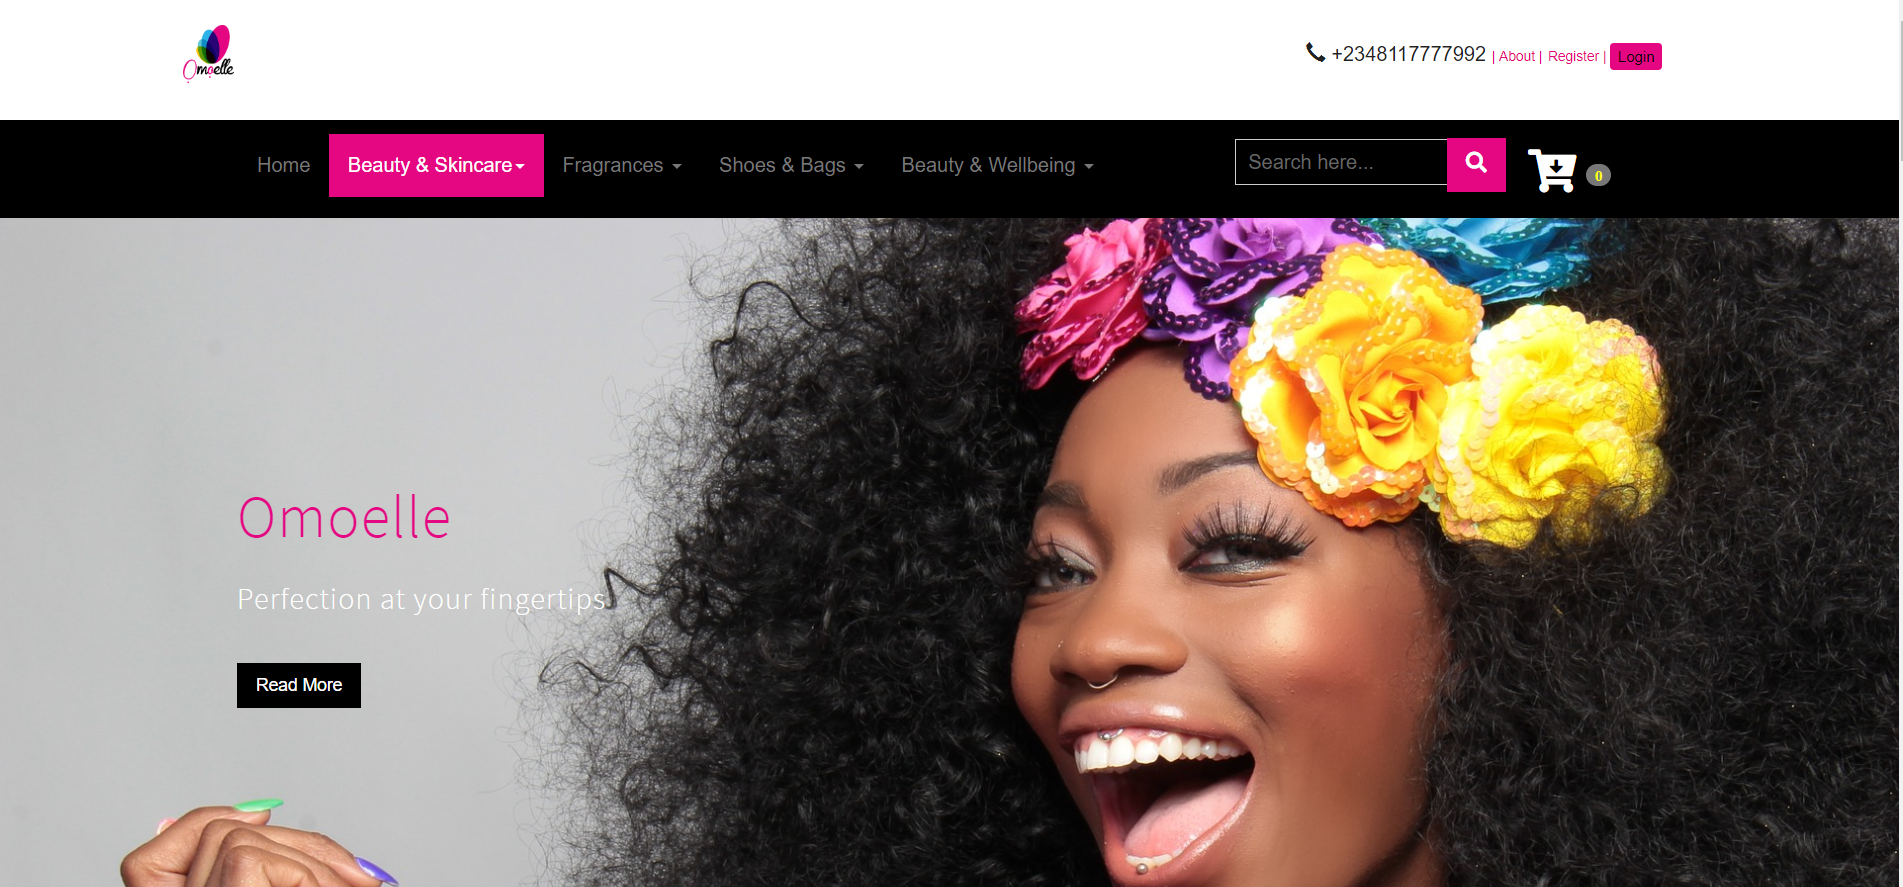 Omoelle
+2348117777992 | About | Register | Login
Home Beauty & Skincare Fragrances Shoes & Bags Beauty & Wellbeing Search here... 0
Omoelle
Perfection at your fingertips
Read More